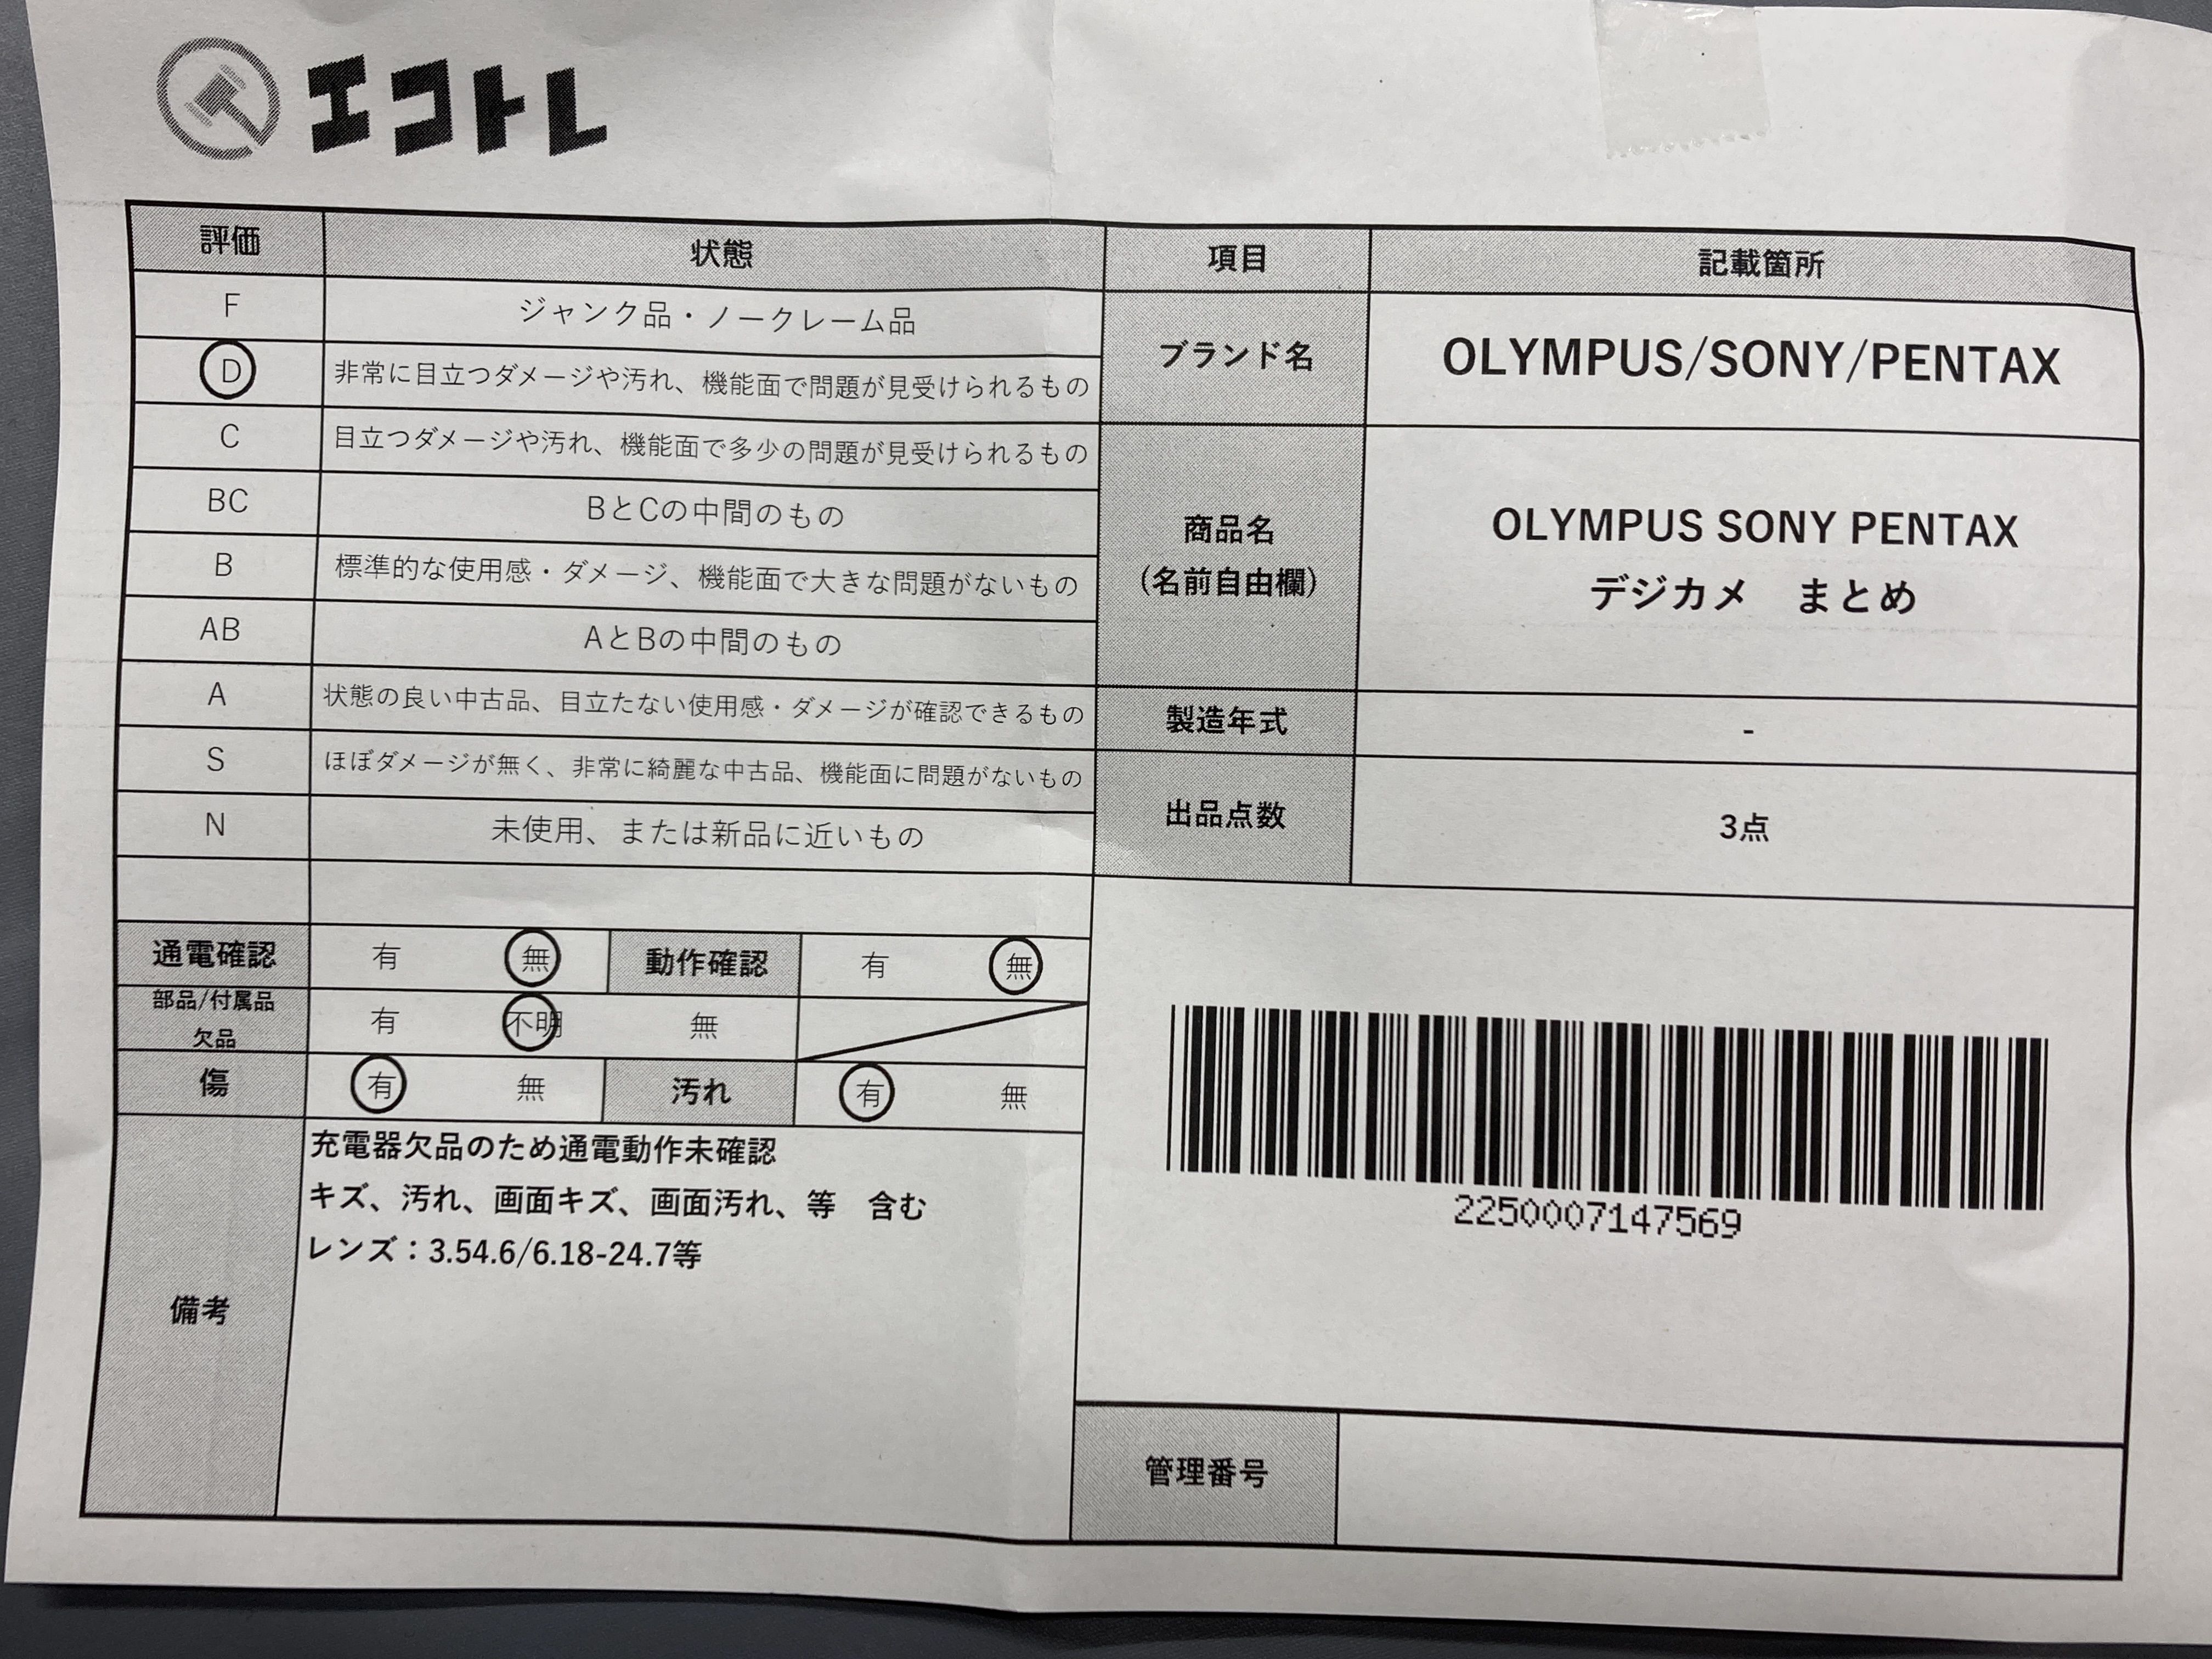 エコトレ
評価 状態 項目 記載箇所
F ジャンク品・ノークレーム品
D 非常に目立つダメージや汚れ、機能面で問題が見受けられるもの
C 目立つダメージや汚れ、機能面で多少の問題が見受けられるもの
BC BとCの中間のもの
B 標準的な使用感・ダメージ、機能面で大きな問題がないもの
AB AとBの中間のもの
A 状態の良い中古品、目立たない使用感・ダメージが確認できるもの
S ほぼダメージが無く、非常に綺麗な中古品、機能面に問題がないもの
N 未使用、または新品に近いもの
ブランド名 OLYMPUS/SONY/PENTAX
商品名
(名前自由欄)
OLYMPUS SONY PENTAX
デジカメ まとめ
製造年式 -
出品点数 3点
通電確認 有 無 動作確認 有 無
部品/付属品
欠品
有 不明 無
傷 有 無 汚れ 有 無
備考
充電器欠品のため通電動作未確認
キズ、汚れ、画面キズ、画面汚れ、等 含む
レンズ：3.54.6/6.18-24.7等
2250007147569
管理番号